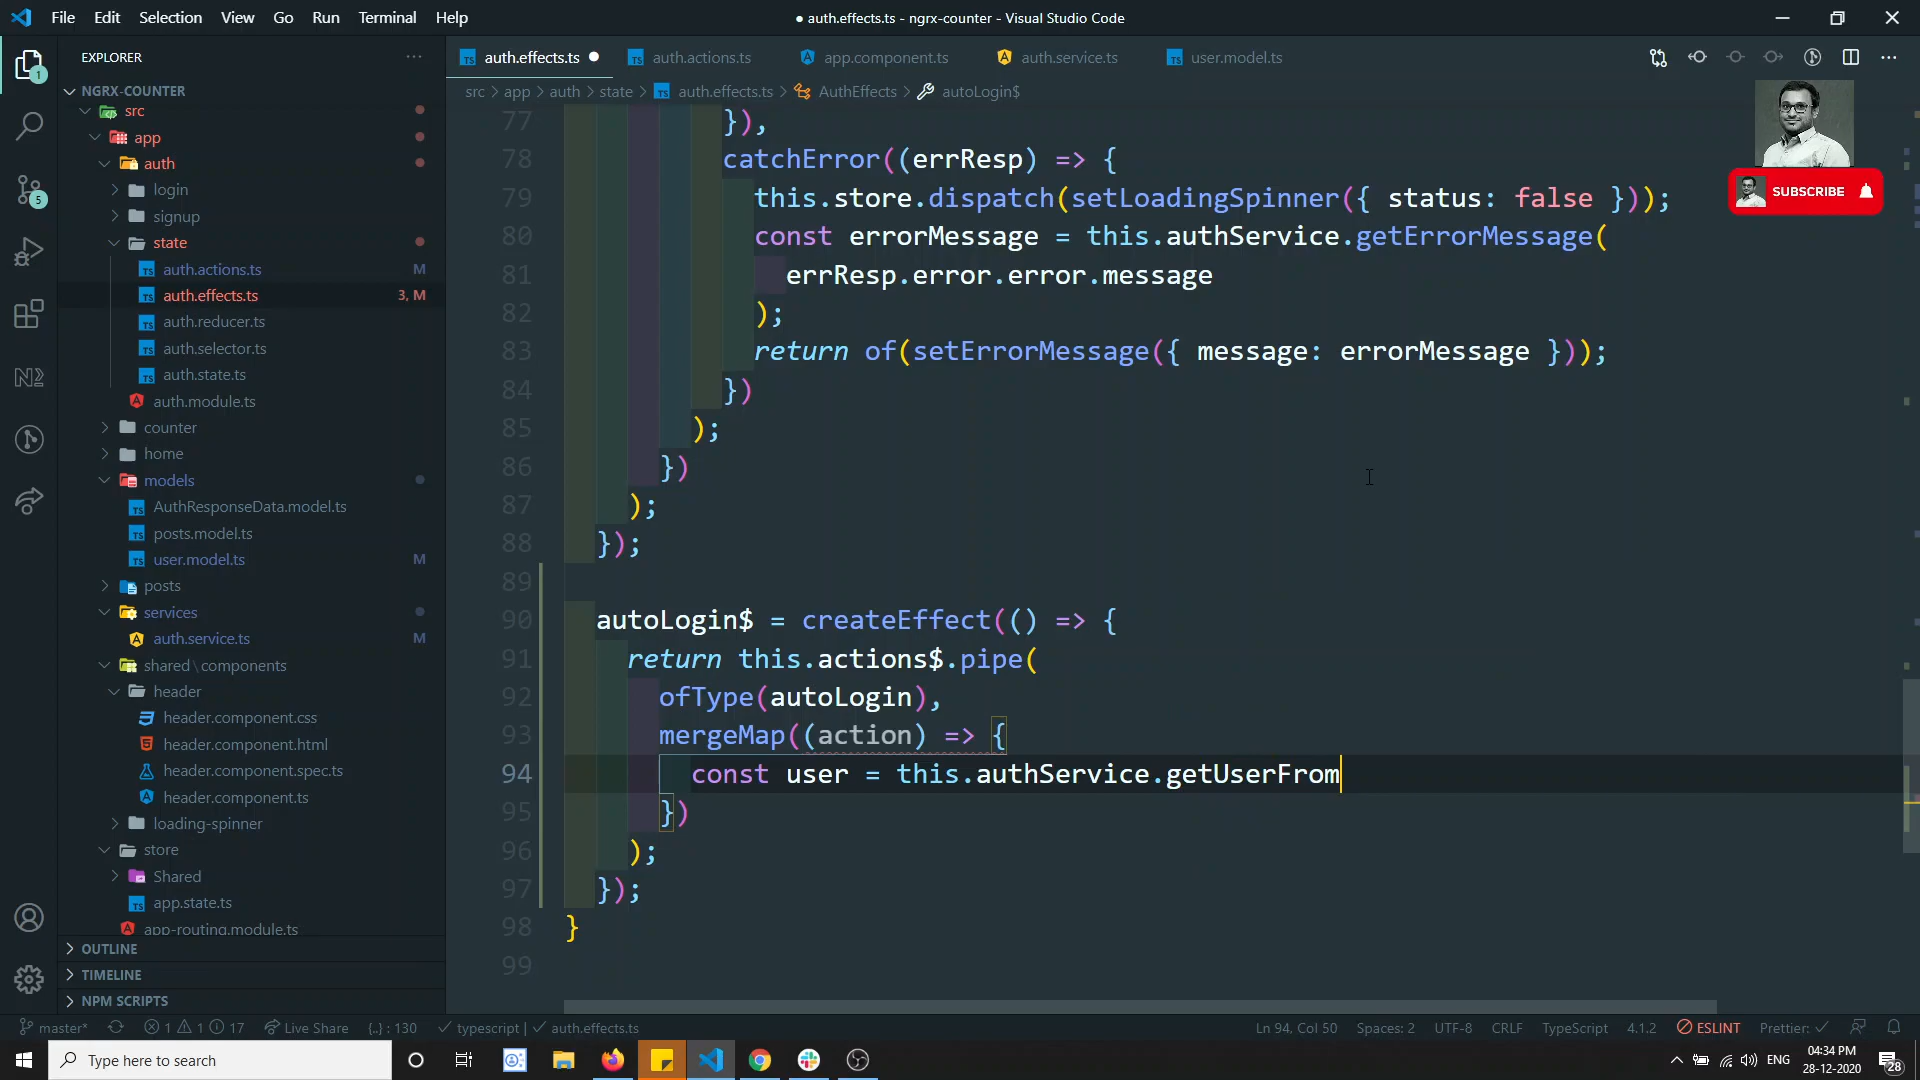 File Edit Selection View Go Run Terminal Help
● auth.effects.ts - ngrx-counter - Visual Studio Code
EXPLORER
NGRX-COUNTER
src
app
auth
login
signup
state
auth.actions.ts M
auth.effects.ts 3, M
auth.reducer.ts
auth.selector.ts
auth.state.ts
auth.module.ts
counter
home
models
AuthResponseData.model.ts
posts.model.ts
user.model.ts M
posts
services
auth.service.ts M
shared \ components
header
header.component.css
header.component.html
header.component.spec.ts
header.component.ts
loading-spinner
store
Shared
app.state.ts
app-routing.module.ts
OUTLINE
TIMELINE
NPM SCRIPTS
1
5
auth.effects.ts ● auth.actions.ts app.component.ts auth.service.ts user.model.ts
src > app > auth > state > auth.effects.ts > AuthEffects > autoLogin$
SUBSCRIBE
77 }),
78 catchError((errResp) => {
79 this.store.dispatch(setLoadingSpinner({ status: false }));
80 const errorMessage = this.authService.getErrorMessage(
81 errResp.error.error.message
82 );
83 return of(setErrorMessage({ message: errorMessage }));
84 })
85 );
86 })
87 );
88 });
89
90 autoLogin$ = createEffect(() => {
91 return this.actions$.pipe(
92 ofType(autoLogin),
93 mergeMap((action) => {
94 const user = this.authService.getUserFrom
95 })
96 );
97 });
98 }
99
master* 1 1 17 Live Share {..} : 130 typescript | auth.effects.ts
Ln 94, Col 50 Spaces: 2 UTF-8 CRLF TypeScript 4.1.2 ESLINT Prettier:
Type here to search
ENG
04:34 PM
28-12-2020
28